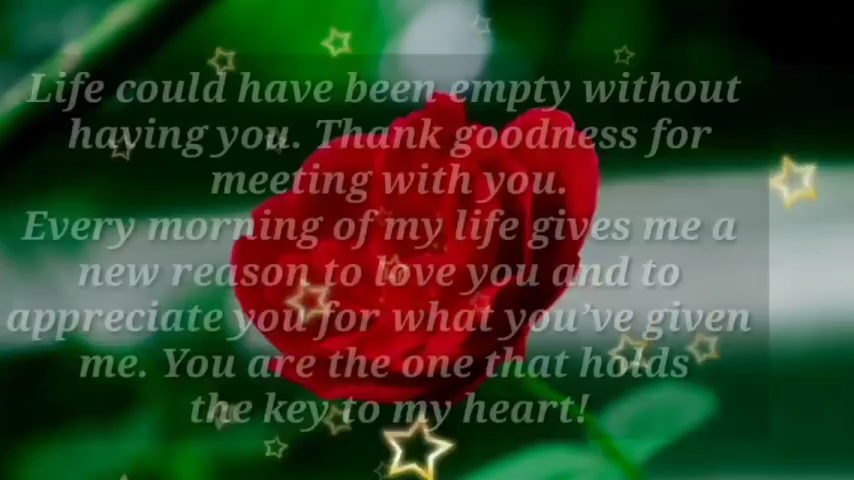 Life could have been empty without
having you. Thank goodness for
meeting with you.
Every morning of my life gives me a
new reason to love you and to
appreciate you for what you’ve given
me. You are the one that holds
the key to my heart!